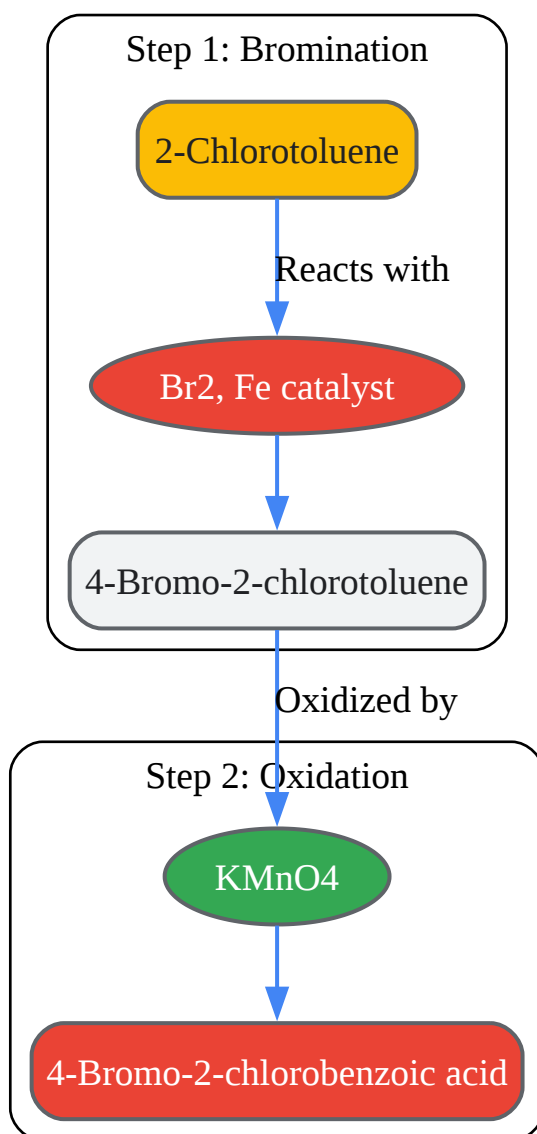 Step 1: Bromination
2-Chlorotoluene
Reacts with
Br2, Fe catalyst
4-Bromo-2-chlorotoluene
Oxidized by
Step 2: Oxidation
KMnO4
4-Bromo-2-chlorobenzoic acid